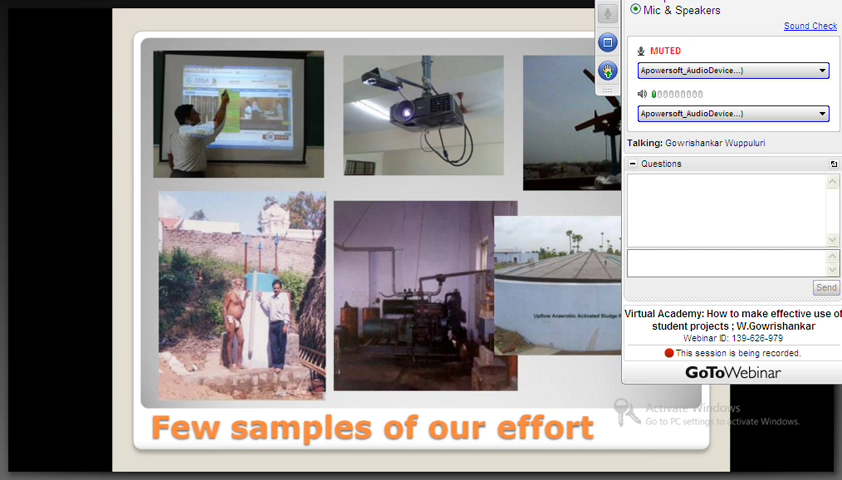 Mic & Speakers
Sound Check
MUTED
Apowersoft_AudioDevice...)
Apowersoft_AudioDevice...)
Talking: Gowrishankar Wuppuluri
Questions
Send
Upflow Anaerobic Activated Sludge
Virtual Academy: How to make effective use of
student projects ; W.Gowrishankar
Webinar ID: 139-626-979
This session is being recorded.
GoToWebinar
Activate Windows
Go to PC settings to activate Windows.
Few samples of our effort